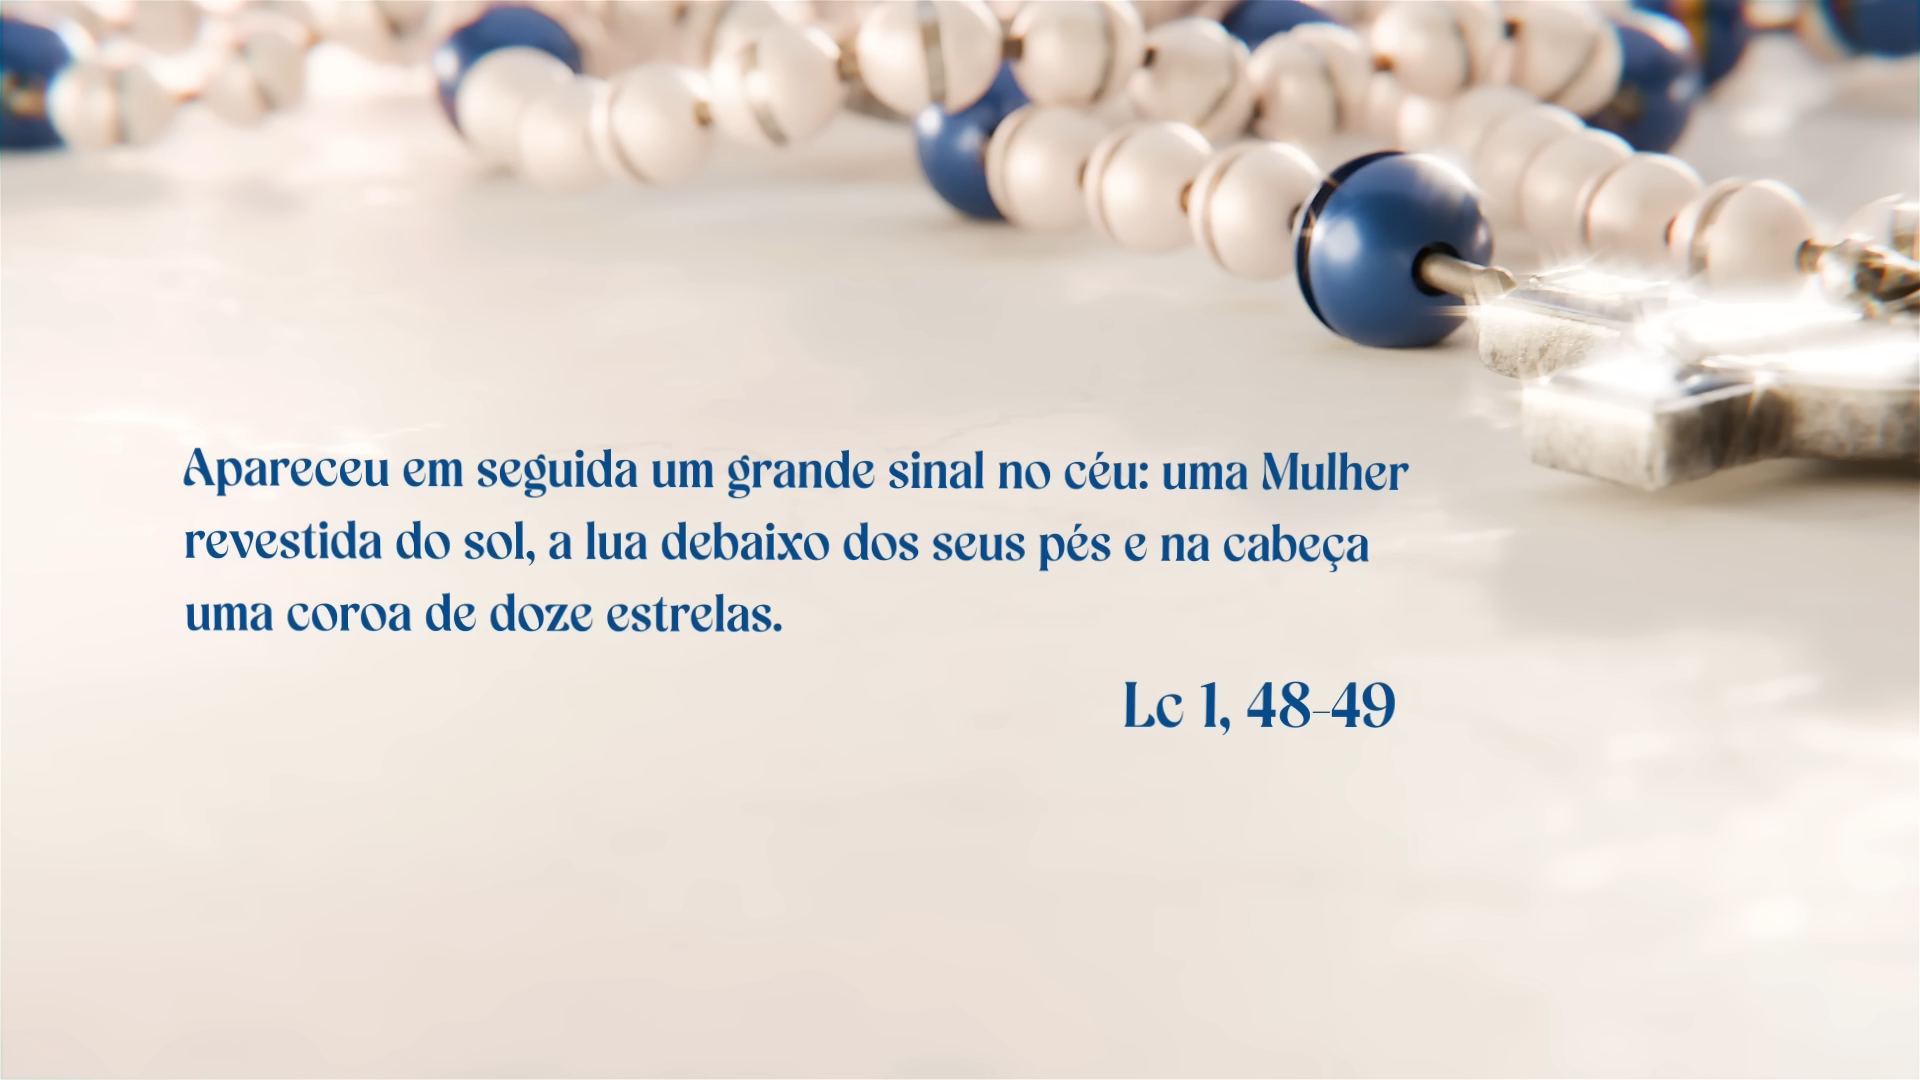 Apareceu em seguida um grande sinal no céu: uma Mulher
revestida do sol, a lua debaixo dos seus pés e na cabeça
uma coroa de doze estrelas.
Lc 1, 48-49